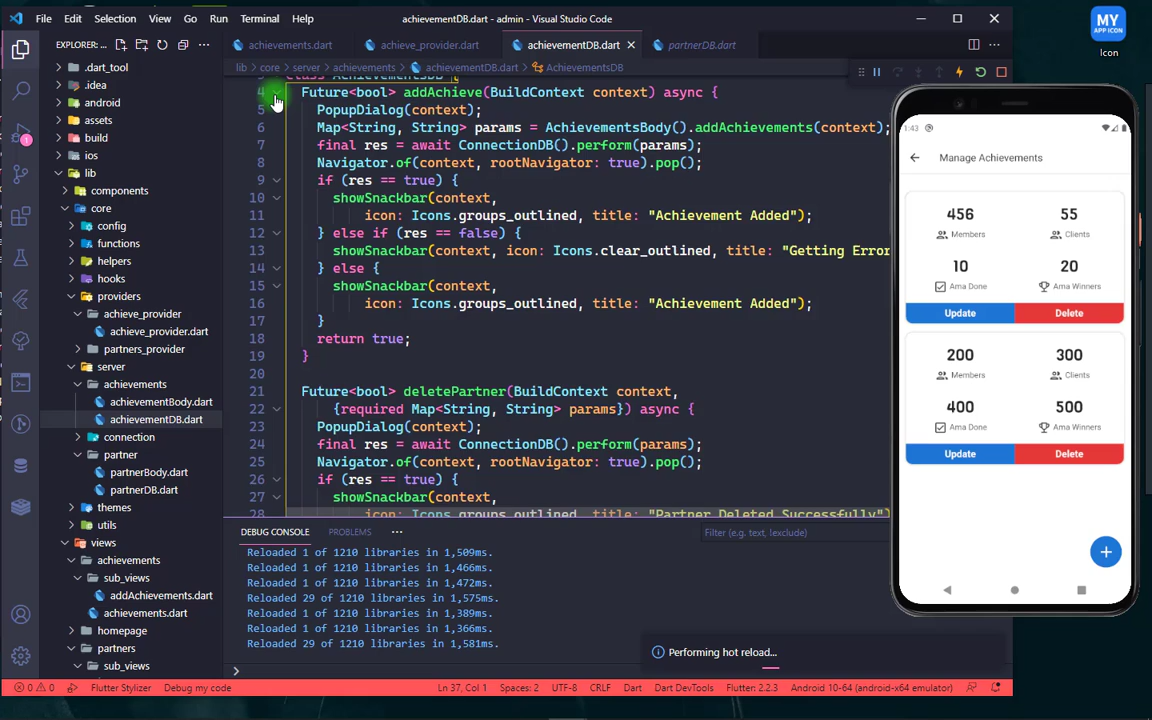 File Edit Selection View Go Run Terminal Help
achievementDB.dart - admin - Visual Studio Code
MY
APP ICON
Icon
EXPLORER: ...
achievements.dart
achieve_provider.dart
achievementDB.dart
partnerDB.dart
lib > core > server > achievements > achievementDB.dart > AchievementsDB
.dart_tool
.idea
android
assets
build
ios
lib
components
core
config
functions
helpers
hooks
providers
achieve_provider
achieve_provider.dart
partners_provider
server
achievements
achievementBody.dart
achievementDB.dart
connection
partner
partnerBody.dart
partnerDB.dart
themes
utils
views
achievements
sub_views
addAchievements.dart
achievements.dart
homepage
partners
sub_views
3 class AchievementsDB {
4 Future<bool> addAchieve(BuildContext context) async {
5 PopupDialog(context);
6 Map<String, String> params = AchievementsBody().addAchievements(context);
7 final res = await ConnectionDB().perform(params);
8 Navigator.of(context, rootNavigator: true).pop();
9 if (res == true) {
10 showSnackbar(context,
11 icon: Icons.groups_outlined, title: "Achievement Added");
12 } else if (res == false) {
13 showSnackbar(context, icon: Icons.clear_outlined, title: "Getting Error
14 } else {
15 showSnackbar(context,
16 icon: Icons.groups_outlined, title: "Achievement Added");
17 }
18 return true;
19 }
20
21 Future<bool> deletePartner(BuildContext context,
22 {required Map<String, String> params}) async {
23 PopupDialog(context);
24 final res = await ConnectionDB().perform(params);
25 Navigator.of(context, rootNavigator: true).pop();
26 if (res == true) {
27 showSnackbar(context,
28 icon: Icons.groups_outlined, title: "Partner Deleted Successfully")
DEBUG CONSOLE PROBLEMS ...
Filter (e.g. text, !exclude)
Reloaded 1 of 1210 libraries in 1,509ms.
Reloaded 1 of 1210 libraries in 1,466ms.
Reloaded 1 of 1210 libraries in 1,472ms.
Reloaded 29 of 1210 libraries in 1,575ms.
Reloaded 1 of 1210 libraries in 1,389ms.
Reloaded 1 of 1210 libraries in 1,366ms.
Reloaded 29 of 1210 libraries in 1,581ms.
Performing hot reload...
1:43
Manage Achievements
456 55
Members Clients
10 20
Ama Done Ama Winners
Update Delete
200 300
Members Clients
400 500
Ama Done Ama Winners
Update Delete
0 0 Flutter Stylizer Debug my code Ln 37, Col 1 Spaces: 2 UTF-8 CRLF Dart Dart DevTools Flutter: 2.2.3 Android 10-64 (android-x64 emulator)